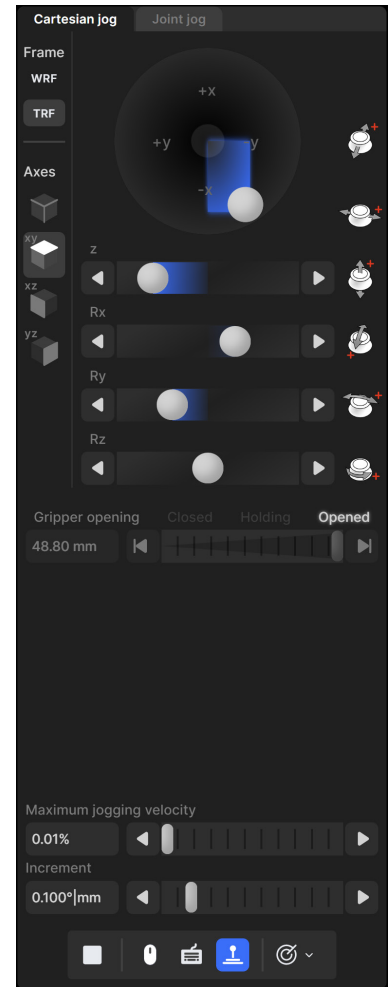 Cartesian jog Joint jog
Frame
WRF
TRF
Axes
xy
xz
yz
+x
+y -y
-x
z
Rx
Ry
Rz
Gripper opening Closed Holding Opened
48.80 mm
Maximum jogging velocity
0.01%
Increment
0.100°|mm